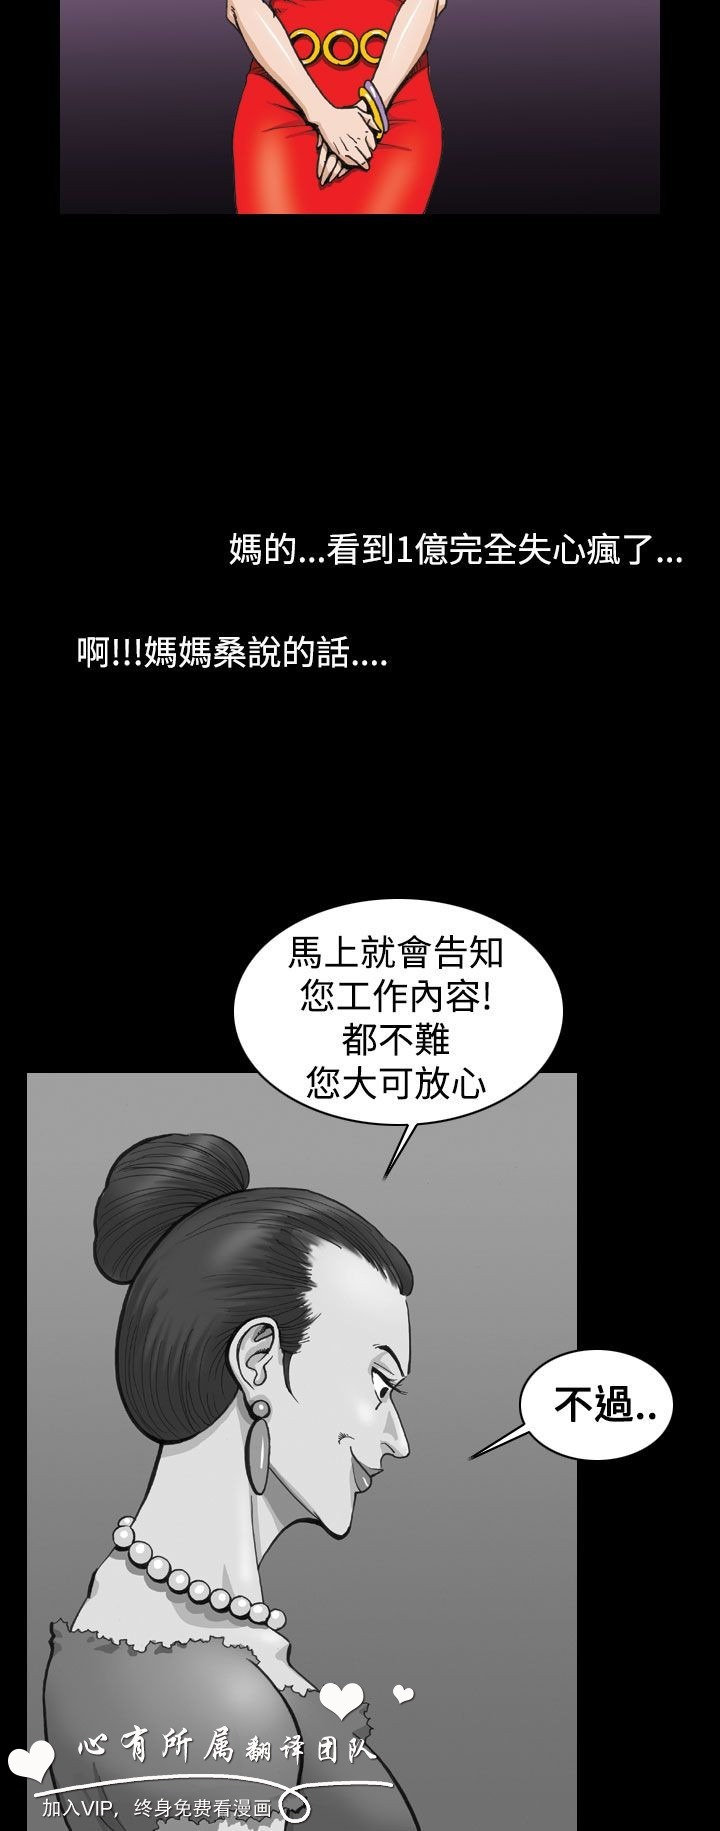 媽的...看到1億完全失心瘋了...
啊!!!媽媽桑說的話....
馬上就會告知
您工作內容!
都不難
您大可放心
不過..
心有所属翻译团队
加入VIP，终身免费看漫画